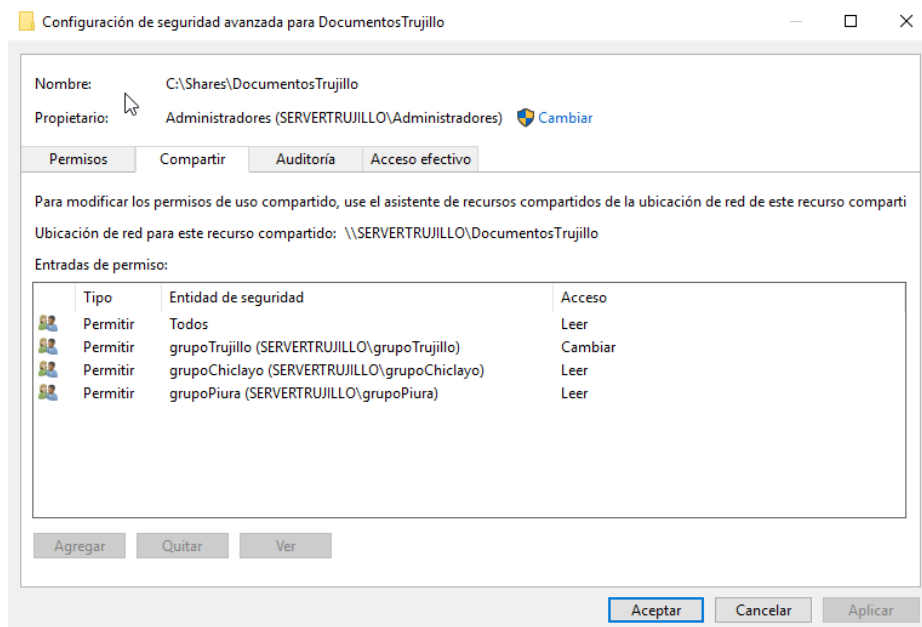 Configuración de seguridad avanzada para DocumentosTrujillo
Nombre: C:\Shares\DocumentosTrujillo
Propietario: Administradores (SERVERTRUJILLO\Administradores) Cambiar
Permisos Compartir Auditoría Acceso efectivo
Para modificar los permisos de uso compartido, use el asistente de recursos compartidos de la ubicación de red de este recurso comparti
Ubicación de red para este recurso compartido: \\SERVERTRUJILLO\DocumentosTrujillo
Entradas de permiso:
Tipo Entidad de seguridad Acceso
Permitir Todos Leer
Permitir grupoTrujillo (SERVERTRUJILLO\grupoTrujillo) Cambiar
Permitir grupoChiclayo (SERVERTRUJILLO\grupoChiclayo) Leer
Permitir grupoPiura (SERVERTRUJILLO\grupoPiura) Leer
Agregar Quitar Ver
Aceptar Cancelar Aplicar